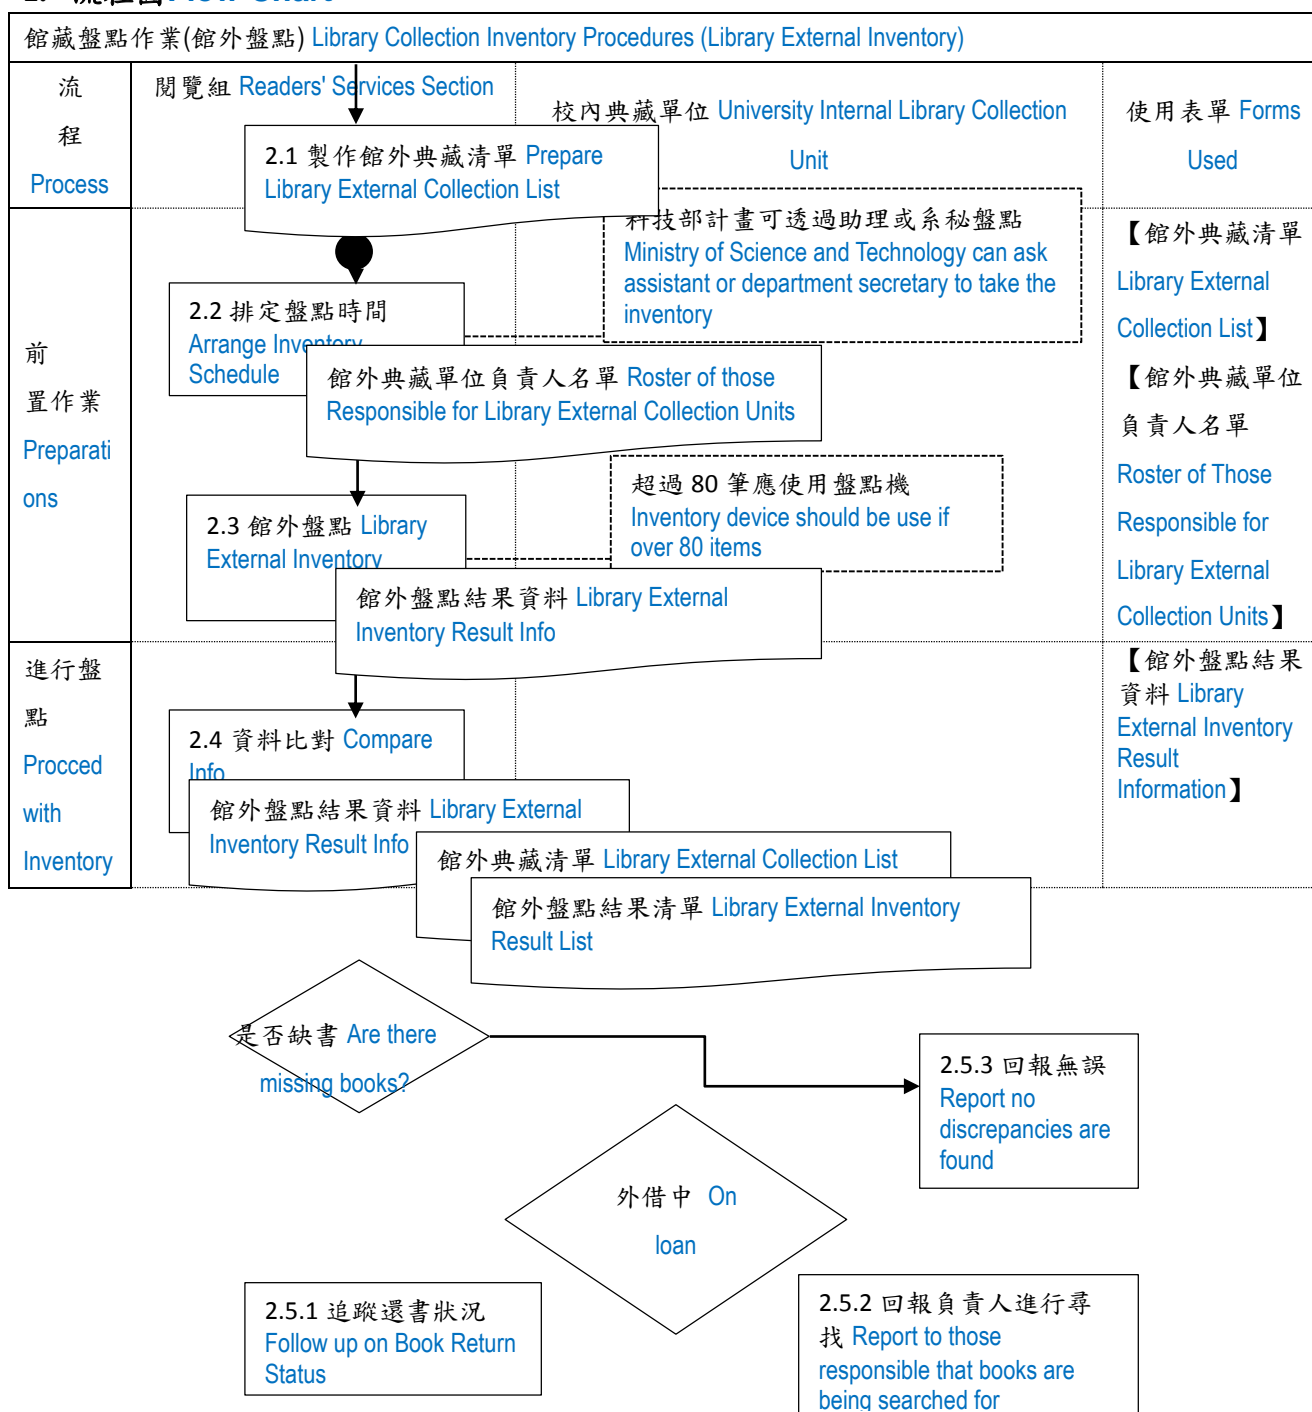 館藏盤點作業(館外盤點) Library Collection Inventory Procedures (Library External Inventory)
流
程
Process
閱覽組 Readers' Services Section
校內典藏單位 University Internal Library Collection
Unit
使用表單 Forms
Used
2.1 製作館外典藏清單 Prepare
Library External Collection List
科技部計畫可透過助理或系秘盤點
Ministry of Science and Technology can ask
assistant or department secretary to take the
inventory
前
置作業
Preparati
ons
2.2 排定盤點時間
Arrange Inventory
Schedule
館外典藏單位負責人名單 Roster of those
Responsible for Library External Collection Units
超過 80 筆應使用盤點機
Inventory device should be use if
over 80 items
2.3 館外盤點 Library
External Inventory
館外盤點結果資料 Library External
Inventory Result Info
【館外典藏清單
Library External
Collection List】
【館外典藏單位
負責人名單
Roster of Those
Responsible for
Library External
Collection Units】
進行盤
點
Procced
with
Inventory
2.4 資料比對 Compare
Info
館外盤點結果資料 Library External
Inventory Result Info
館外典藏清單 Library External Collection List
館外盤點結果清單 Library External Inventory
Result List
【館外盤點結果
資料 Library
External Inventory
Result
Information】
是否缺書 Are there
missing books?
2.5.3 回報無誤
Report no
discrepancies are
found
外借中 On
loan
2.5.1 追蹤還書狀況
Follow up on Book Return
Status
2.5.2 回報負責人進行尋
找 Report to those
responsible that books are
being searched for